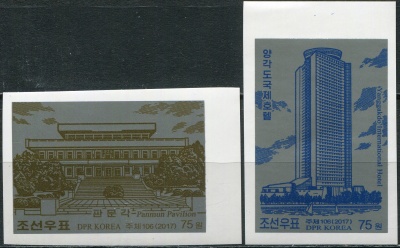 판문각 Panmun Pavilion
조선우표 DPR KOREA 주체106(2017) 75원
양각도국제호텔
Yanggakdo International Hotel
조선우표 주체106(2017) 75원
DPR KOREA